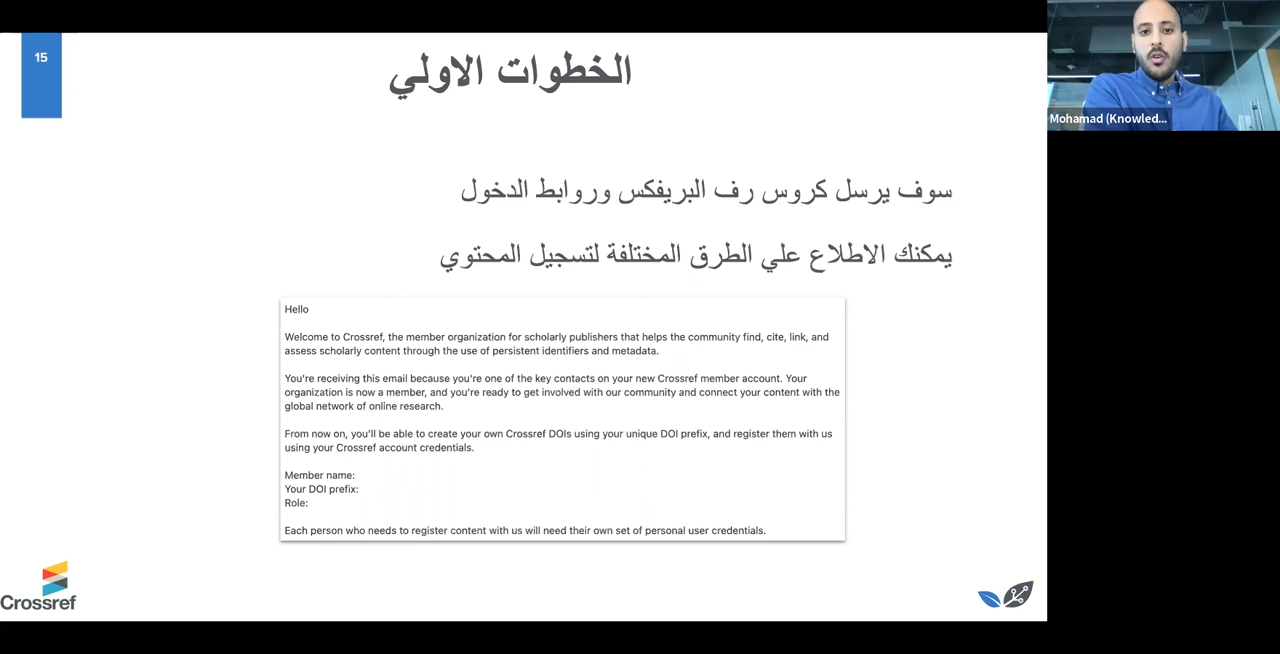 15
الخطوات الاولي
Mohamad (Knowled...
سوف يرسل كروس رف البريفكس وروابط الدخول
يمكنك الاطلاع علي الطرق المختلفة لتسجيل المحتوي
Hello
Welcome to Crossref, the member organization for scholarly publishers that helps the community find, cite, link, and
assess scholarly content through the use of persistent identifiers and metadata.
You're receiving this email because you're one of the key contacts on your new Crossref member account. Your
organization is now a member, and you're ready to get involved with our community and connect your content with the
global network of online research.
From now on, you'll be able to create your own Crossref DOIs using your unique DOI prefix, and register them with us
using your Crossref account credentials.
Member name:
Your DOI prefix:
Role:
Each person who needs to register content with us will need their own set of personal user credentials.
Crossref